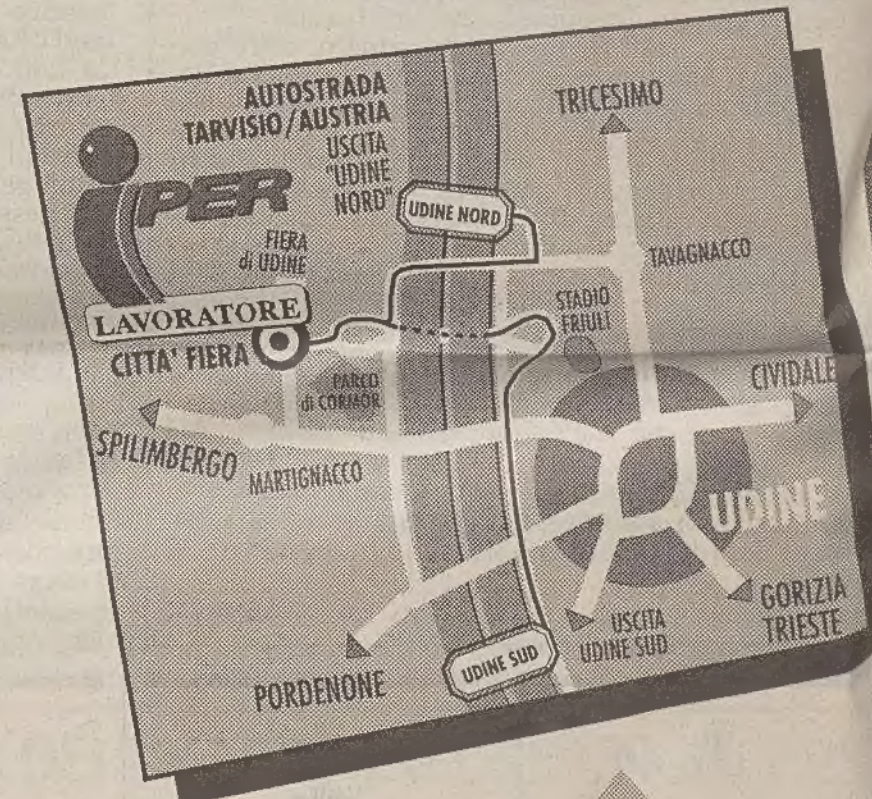 AUTOSTRADA
TARVISIO/AUSTRIA
USCITA
"UDINE
NORD"
iPER
FIERA
di UDINE
LAVORATORE
CITTA' FIERA
UDINE NORD
TRICESIMO
TAVAGNACCO
STADIO
FRIULI
PARCO
di CORMOR
CIVIDALE
SPILIMBERGO
MARTIGNACCO
UDINE
GORIZIA
TRIESTE
USCITA
UDINE SUD
UDINE SUD
PORDENONE